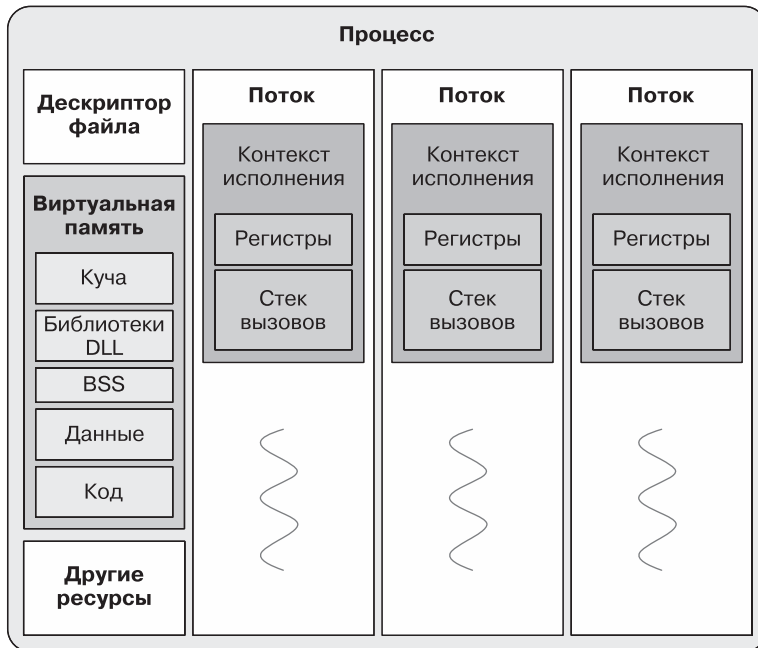 Процесс
Дескриптор
файла
Виртуальная
память
Куча
Библиотеки
DLL
BSS
Данные
Код
Другие
ресурсы
Поток
Контекст
исполнения
Регистры
Стек
вызовов
Поток
Контекст
исполнения
Регистры
Стек
вызовов
Поток
Контекст
исполнения
Регистры
Стек
вызовов